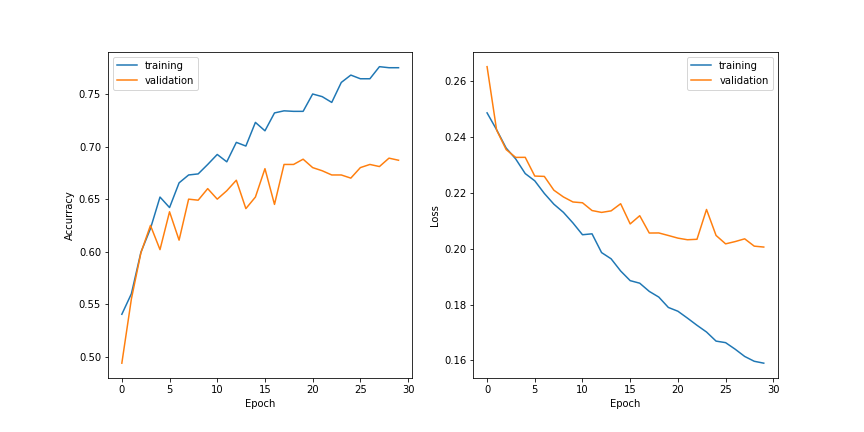 training
validation
0.75
0.70
0.65
0.60
0.55
0.50
Accurracy
0 5 10 15 20 25 30
Epoch
training
validation
0.26
0.24
0.22
0.20
0.18
0.16
Loss
0 5 10 15 20 25 30
Epoch